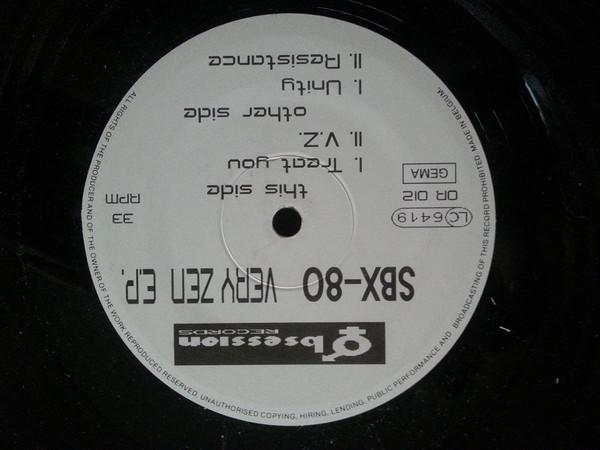 Obsession
RECORDS
SBX-80 VERY ZEN E.P.
LC 6419
OR 012
GEMA
33
RPM
this side
I. Treat you
II. V.Z.
other side
I. Unity
II. Resistance
ALL RIGHTS OF THE PRODUCER AND OF THE OWNER OF THE WORK REPRODUCED RESERVED. UNAUTHORISED COPYING, HIRING, LENDING, PUBLIC PERFORMANCE AND BROADCASTING OF THIS RECORD PROHIBITED MADE IN BELGIUM.